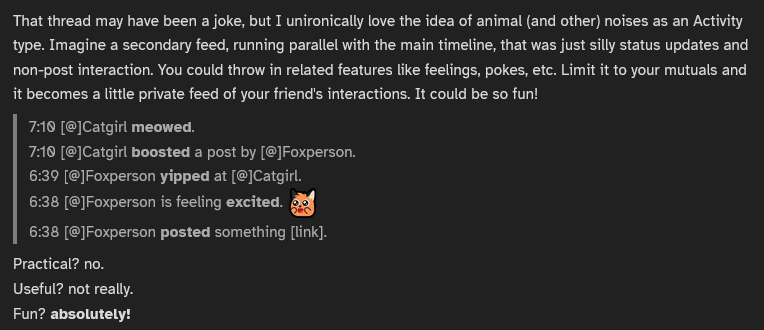 That thread may have been a joke, but I unironically love the idea of animal (and other) noises as an Activity
type. Imagine a secondary feed, running parallel with the main timeline, that was just silly status updates and
non-post interaction. You could throw in related features like feelings, pokes, etc. Limit it to your mutuals and
it becomes a little private feed of your friend's interactions. It could be so fun!
7:10 [@]Catgirl meowed.
7:10 [@]Catgirl boosted a post by [@]Foxperson.
6:39 [@]Foxperson yipped at [@]Catgirl.
6:38 [@]Foxperson is feeling excited.
6:38 [@]Foxperson posted something [link].
Practical? no.
Useful? not really.
Fun? absolutely!